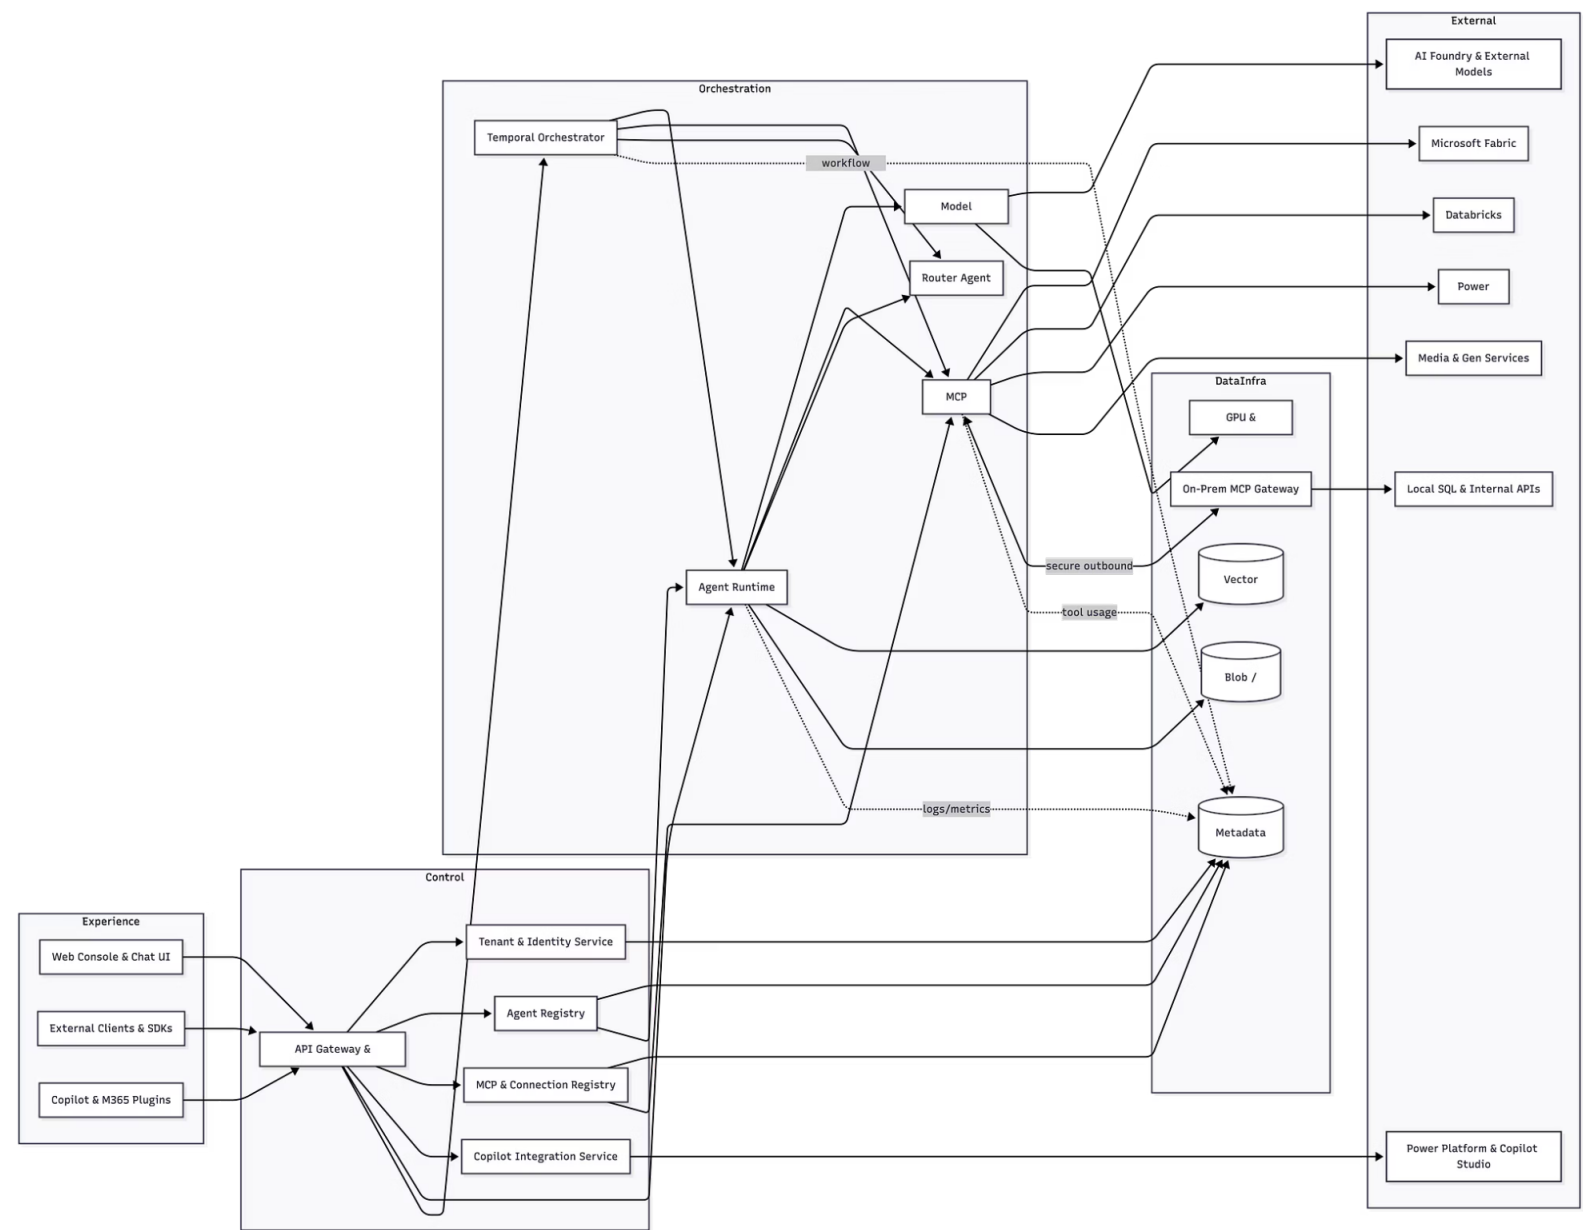 External
AI Foundry & External
Models
Orchestration
Temporal Orchestrator
Microsoft Fabric
workflow
Model
Databricks
Router Agent
Power
Media & Gen Services
DataInfra
MCP
GPU &
On-Prem MCP Gateway
Local SQL & Internal APIs
secure outbound
Vector
Agent Runtime
tool usage
Blob /
logs/metrics
Metadata
Control
Experience
Tenant & Identity Service
Web Console & Chat UI
Agent Registry
External Clients & SDKs
API Gateway &
MCP & Connection Registry
Copilot & M365 Plugins
Copilot Integration Service
Power Platform & Copilot
Studio